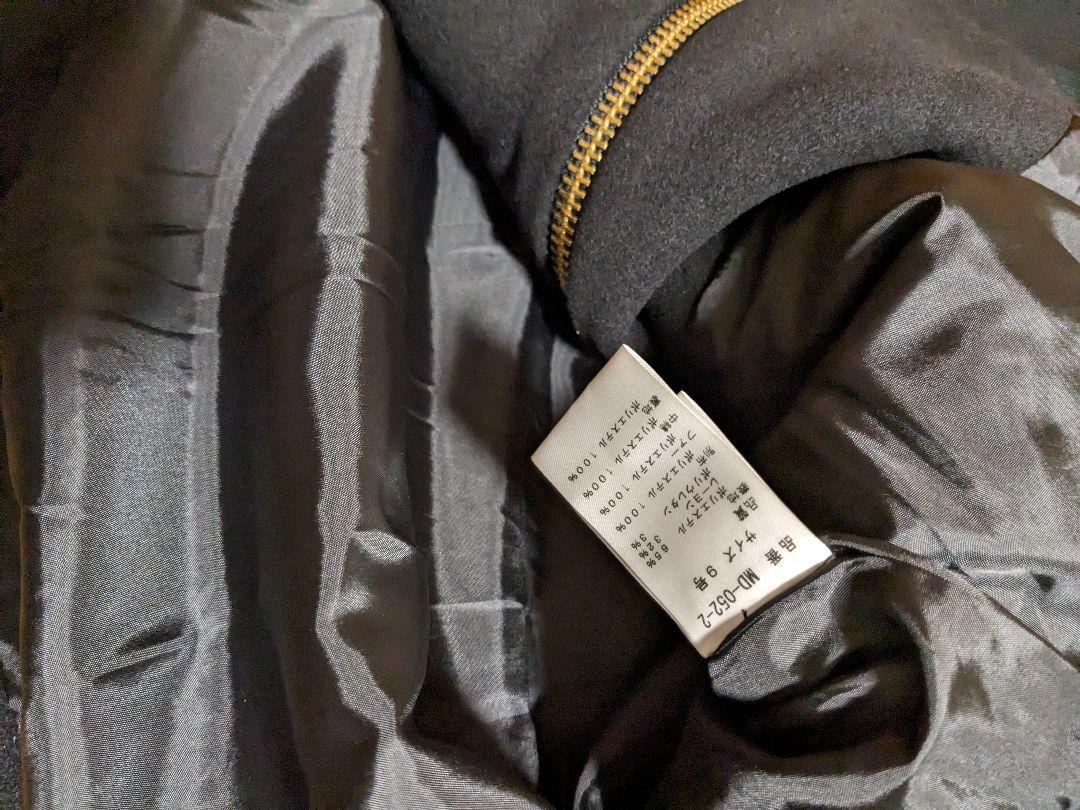 品番 MD-052-2
サイズ 9号
品質
表地 ポリエステル 65%
レーヨン 32%
ポリウレタン 3%
別布 ポリエステル 100%
ファー ポリエステル 100%
中綿 ポリエステル 100%
裏地 ポリエステル 100%